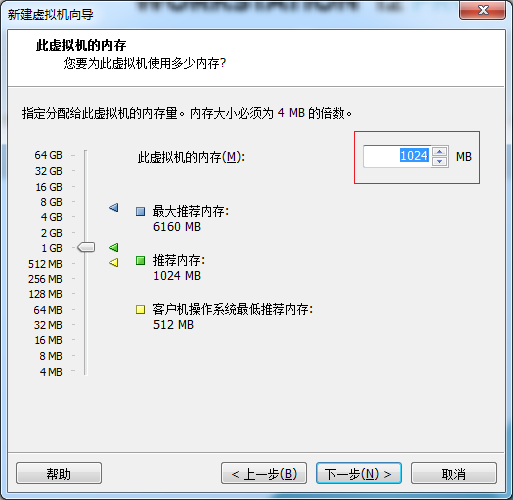 WORKSTATION 12 PRO
新建虚拟机向导
此虚拟机的内存
您要为此虚拟机使用多少内存?
指定分配给此虚拟机的内存量。内存大小必须为 4 MB 的倍数。
此虚拟机的内存(M): 1024 MB
64 GB
32 GB
16 GB
8 GB
4 GB
2 GB
1 GB
512 MB
256 MB
128 MB
64 MB
32 MB
16 MB
8 MB
4 MB
最大推荐内存:
6160 MB
推荐内存:
1024 MB
客户机操作系统最低推荐内存:
512 MB
帮助 < 上一步(B) 下一步(N) > 取消